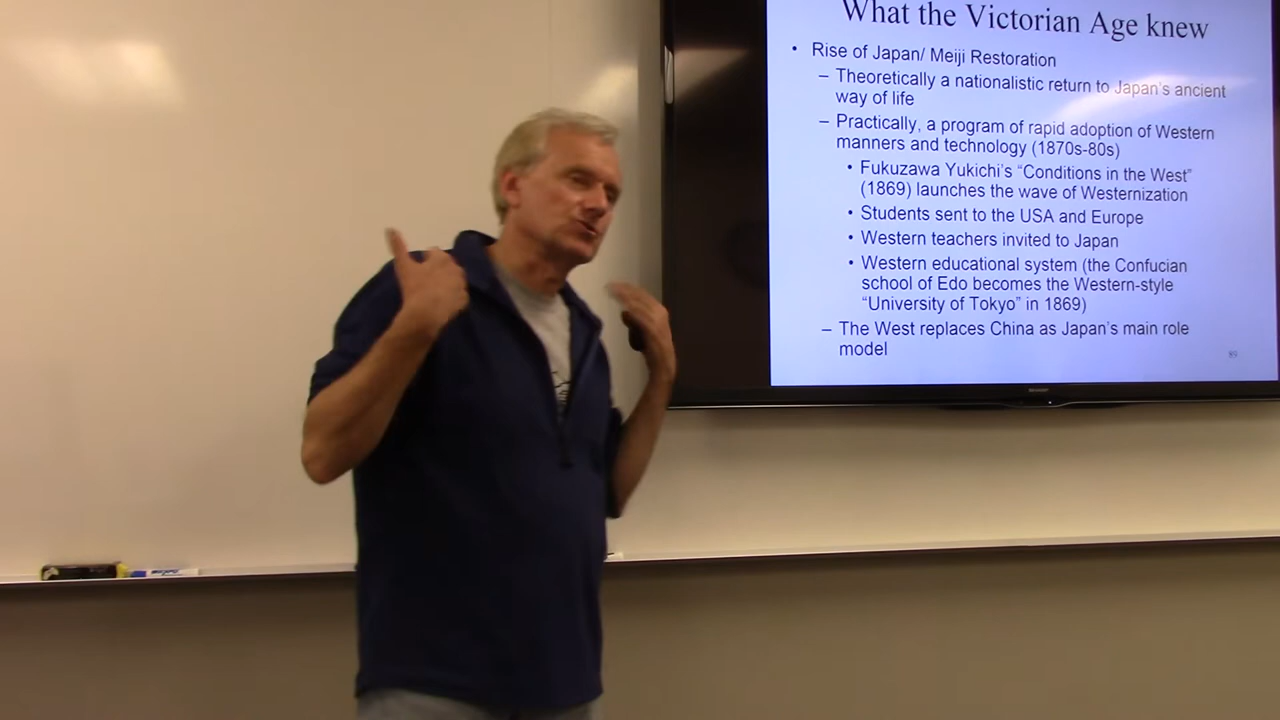 What the Victorian Age knew
• Rise of Japan/ Meiji Restoration
– Theoretically a nationalistic return to Japan's ancient
way of life
– Practically, a program of rapid adoption of Western
manners and technology (1870s-80s)
• Fukuzawa Yukichi's "Conditions in the West"
(1869) launches the wave of Westernization
• Students sent to the USA and Europe
• Western teachers invited to Japan
• Western educational system (the Confucian
school of Edo becomes the Western-style
"University of Tokyo" in 1869)
– The West replaces China as Japan's main role
model
SHARP